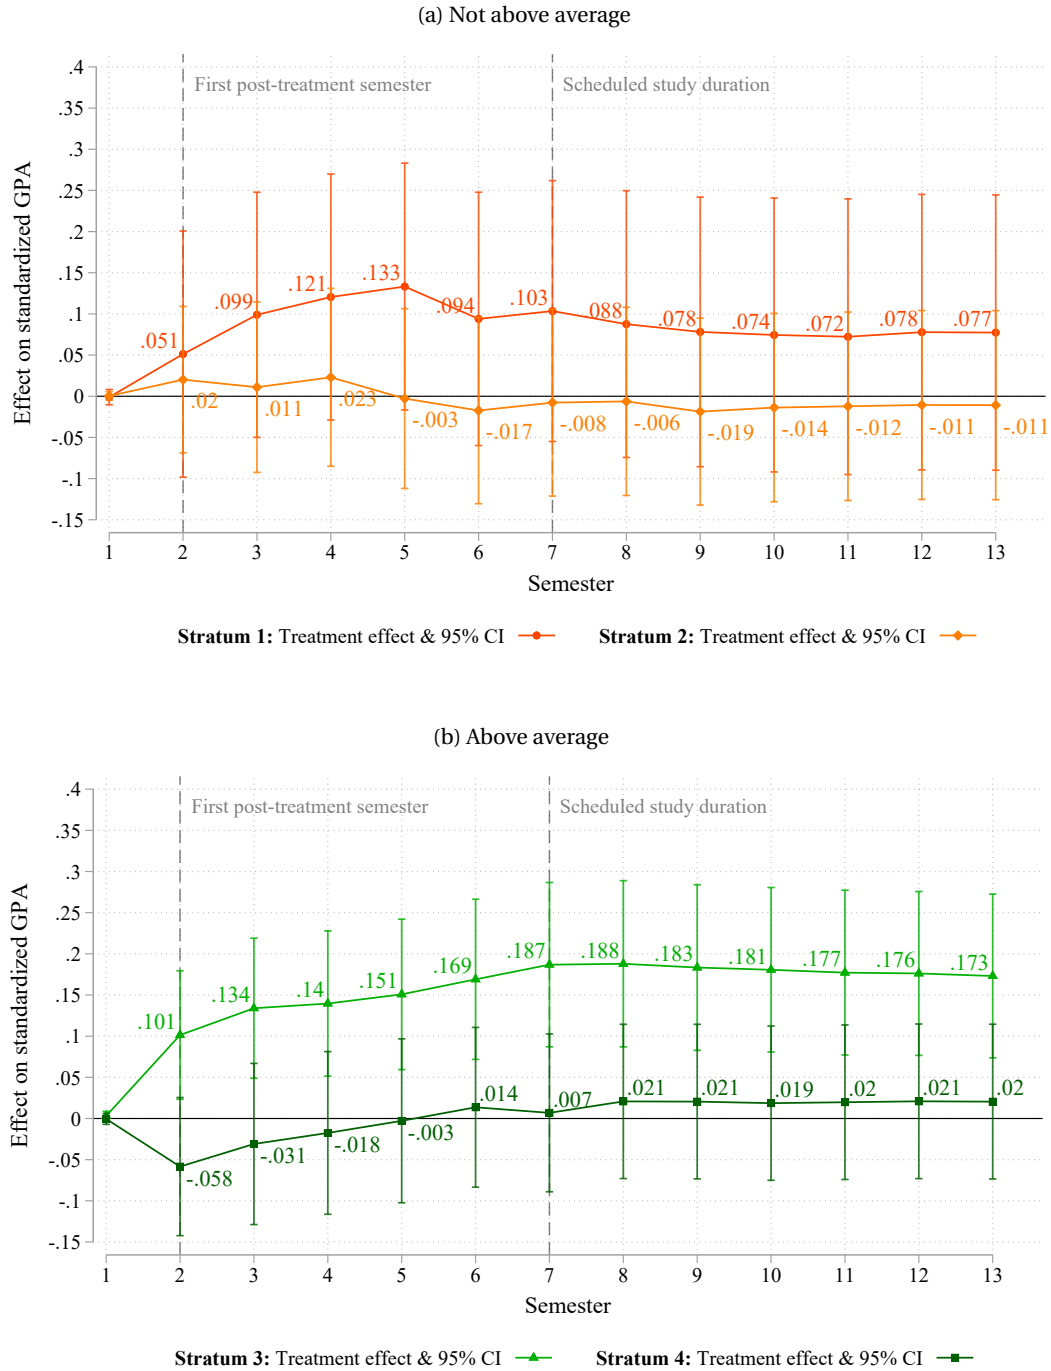 (a) Not above average
.4
First post-treatment semester
Scheduled study duration
.35
.3
.25
.2
.15
.1
.05
0
-.05
-.1
-.15
Effect on standardized GPA
.051 .099 .121 .133 .094 .103 .088 .078 .074 .072 .078 .077
.02 .011 .023 -.003 -.017 -.008 -.006 -.019 -.014 -.012 -.011 -.011
1 2 3 4 5 6 7 8 9 10 11 12 13
Semester
Stratum 1: Treatment effect & 95% CI
Stratum 2: Treatment effect & 95% CI
(b) Above average
.4
First post-treatment semester
Scheduled study duration
.35
.3
.25
.2
.15
.1
.05
0
-.05
-.1
-.15
Effect on standardized GPA
.101 .134 .14 .151 .169 .187 .188 .183 .181 .177 .176 .173
-.058 -.031 -.018 -.003 .014 .007 .021 .021 .019 .02 .021 .02
1 2 3 4 5 6 7 8 9 10 11 12 13
Semester
Stratum 3: Treatment effect & 95% CI
Stratum 4: Treatment effect & 95% CI